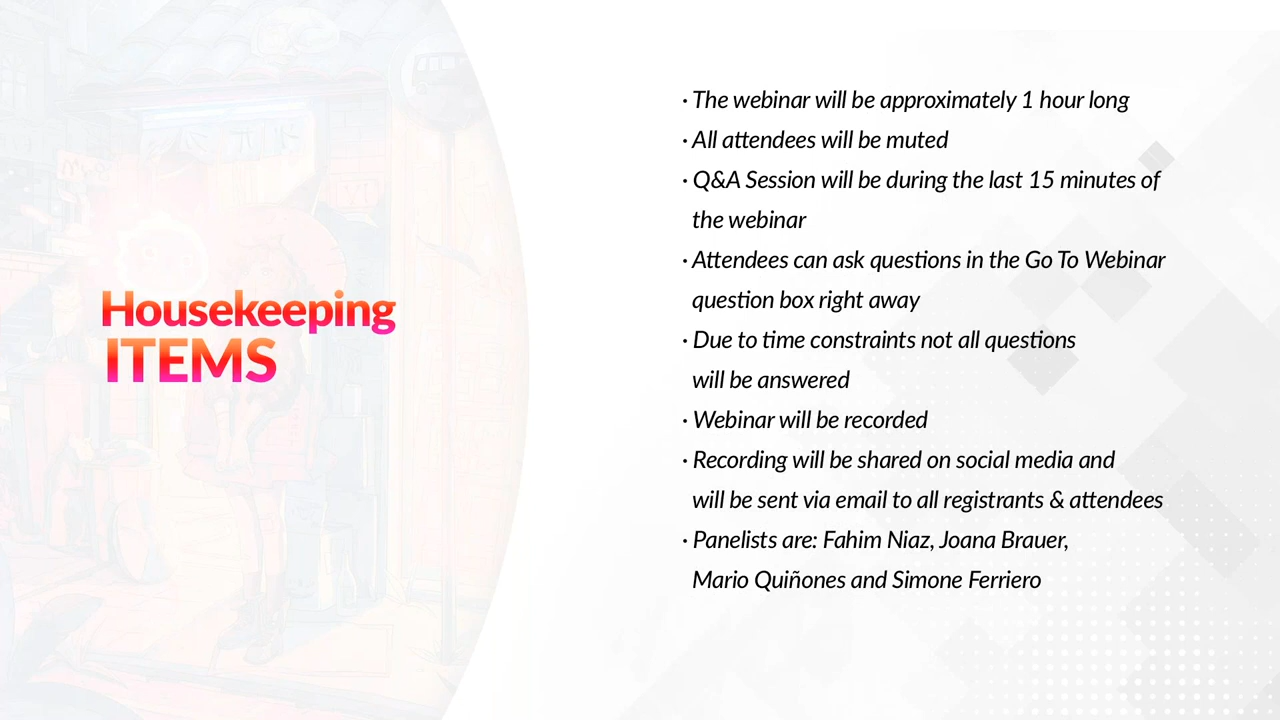 Housekeeping
ITEMS
· The webinar will be approximately 1 hour long
· All attendees will be muted
· Q&A Session will be during the last 15 minutes of
the webinar
· Attendees can ask questions in the Go To Webinar
question box right away
· Due to time constraints not all questions
will be answered
· Webinar will be recorded
· Recording will be shared on social media and
will be sent via email to all registrants & attendees
· Panelists are: Fahim Niaz, Joana Brauer,
Mario Quiñones and Simone Ferriero